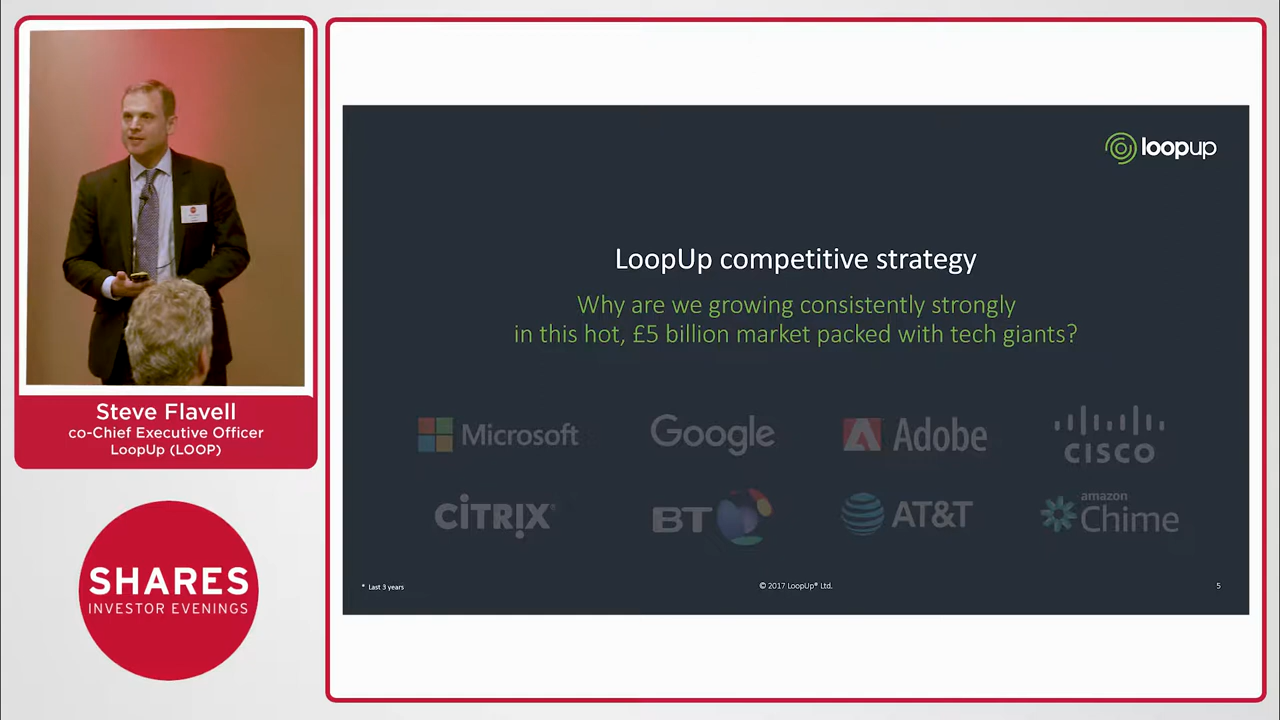 Steve Flavell
co-Chief Executive Officer
LoopUp (LOOP)
SHARES
INVESTOR EVENINGS
loopup
LoopUp competitive strategy
Why are we growing consistently strongly
in this hot, £5 billion market packed with tech giants?
Microsoft
Google
Adobe
CISCO
CİTRIX
BT
AT&T
amazon
Chime
* Last 3 years
© 2017 LoopUp® Ltd.
5